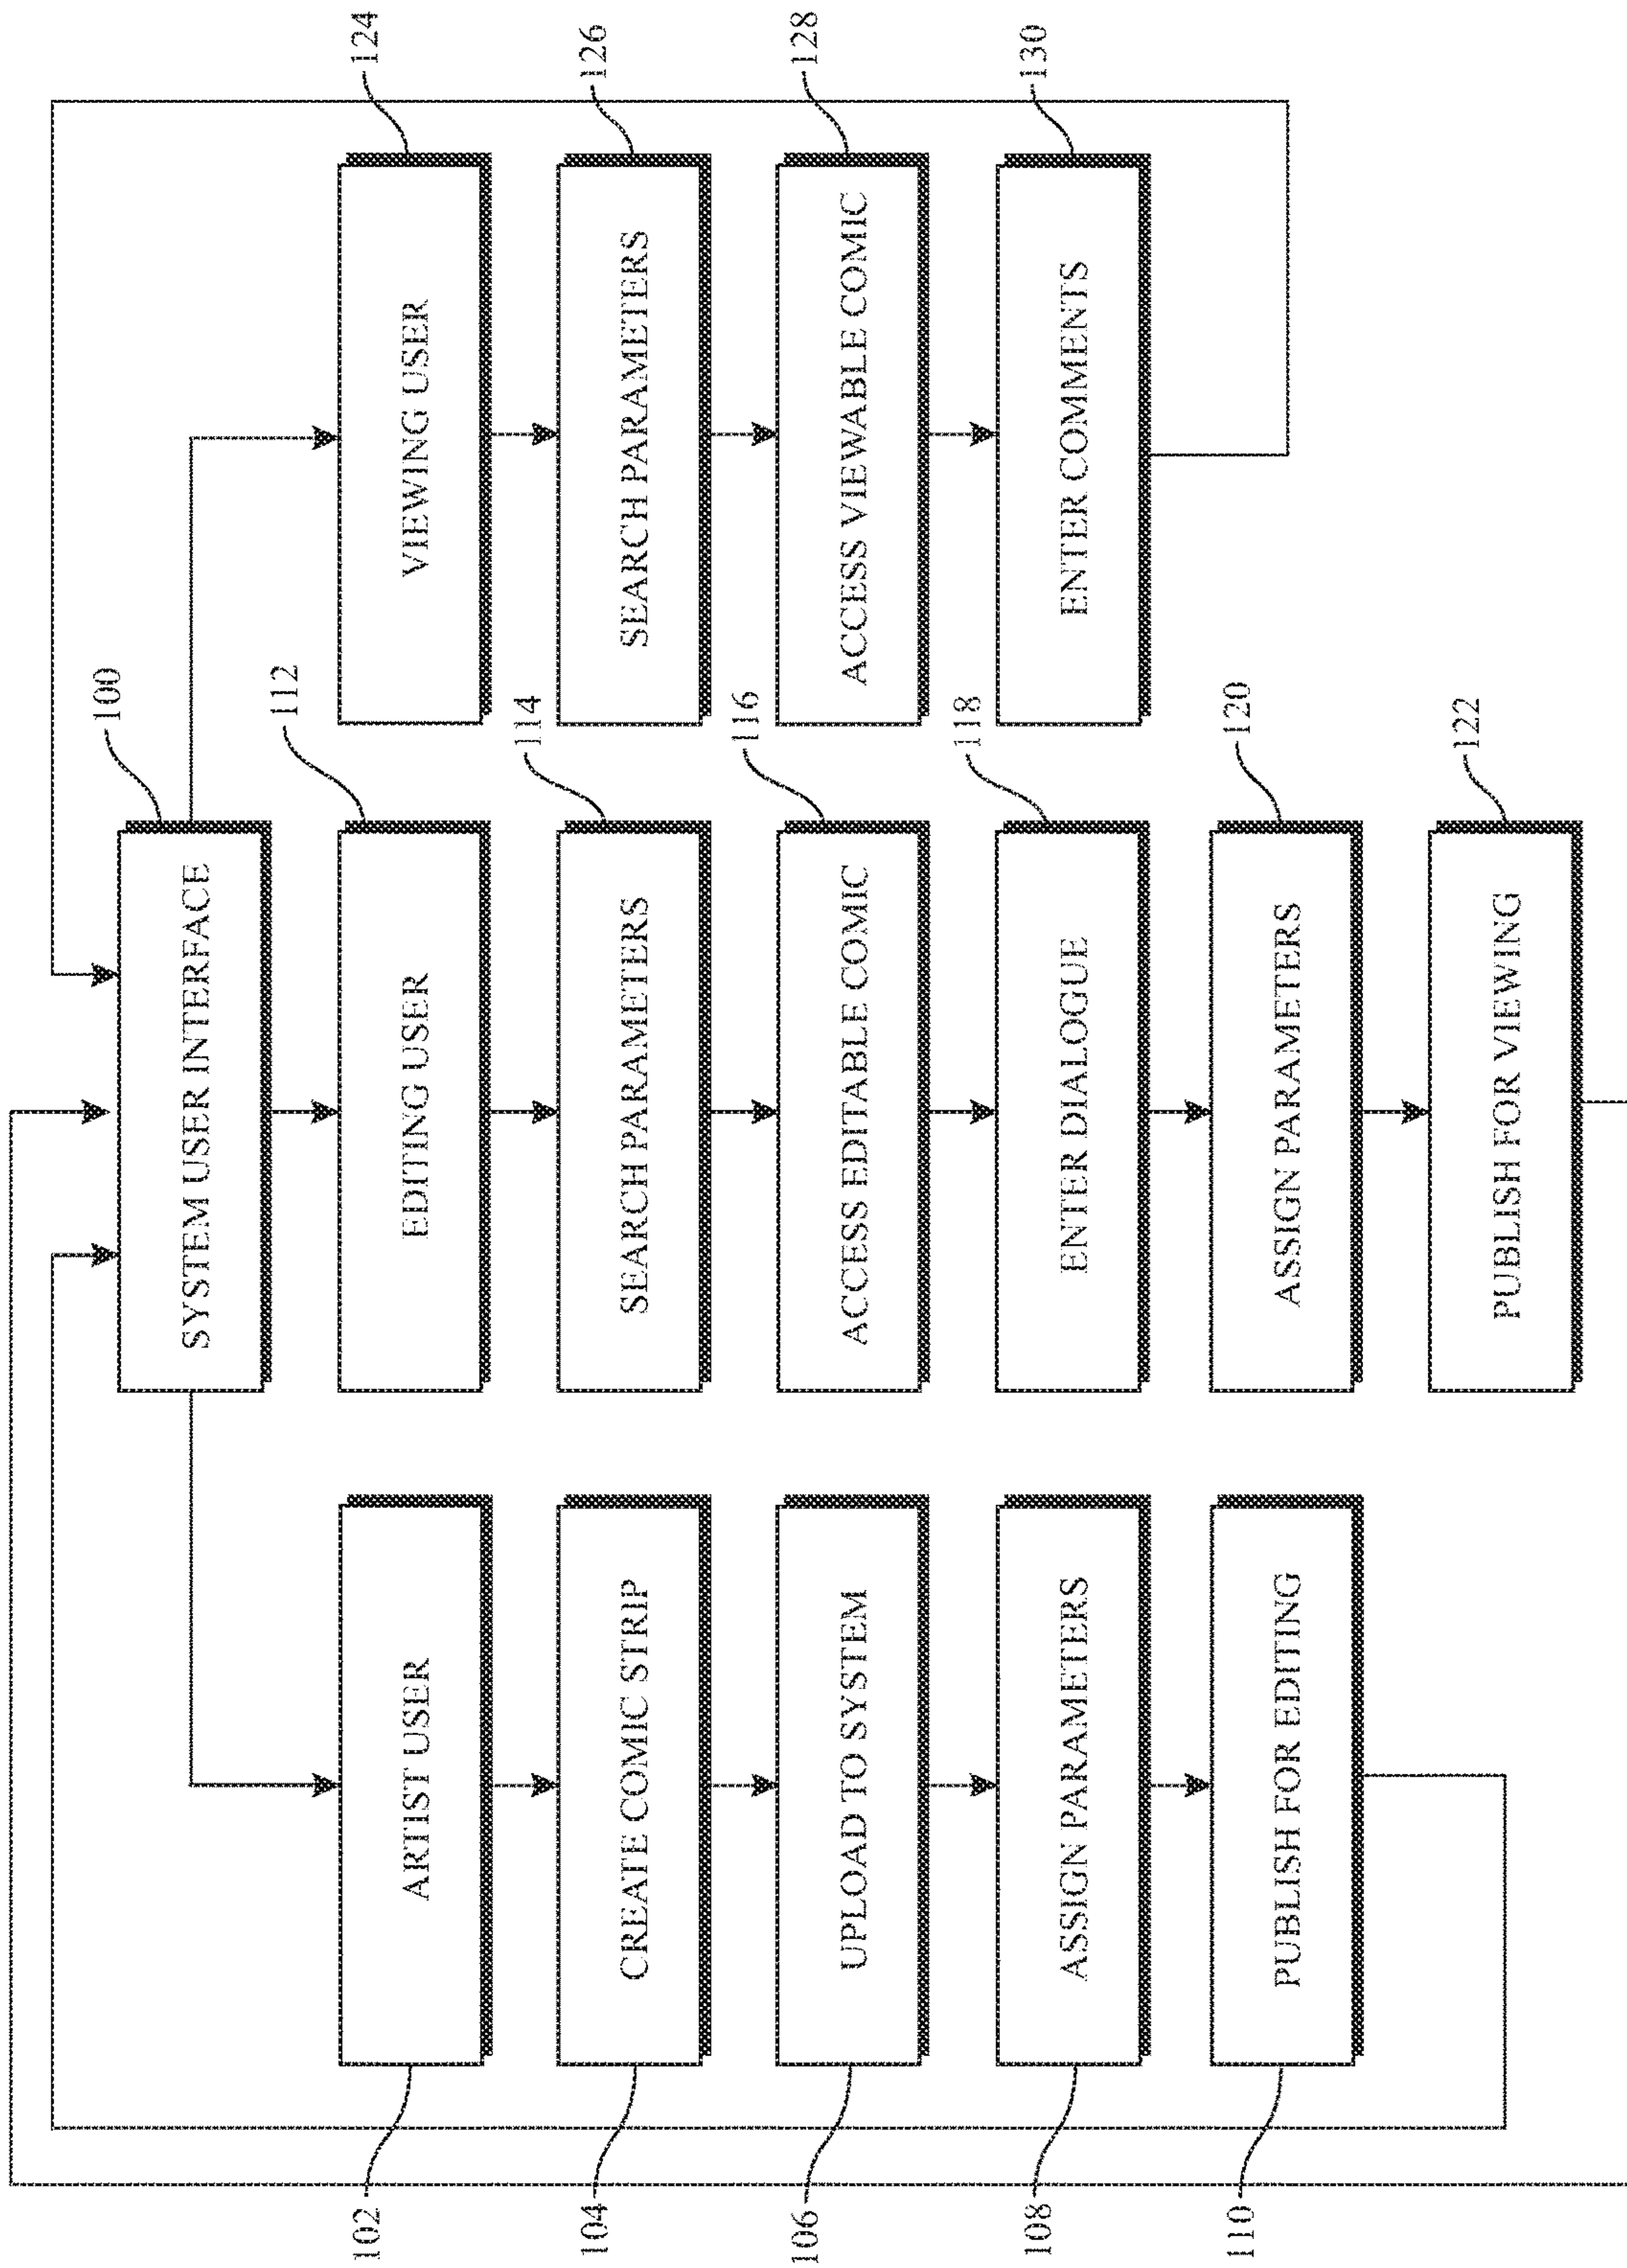 100
SYSTEM USER INTERFACE
102
ARTIST USER
104
CREATE COMIC STRIP
106
UPLOAD TO SYSTEM
108
ASSIGN PARAMETERS
110
PUBLISH FOR EDITING
112
EDITING USER
114
SEARCH PARAMETERS
116
ACCESS EDITABLE COMIC
118
ENTER DIALOGUE
120
ASSIGN PARAMETERS
122
PUBLISH FOR VIEWING
124
VIEWING USER
126
SEARCH PARAMETERS
128
ACCESS VIEWABLE COMIC
130
ENTER COMMENTS